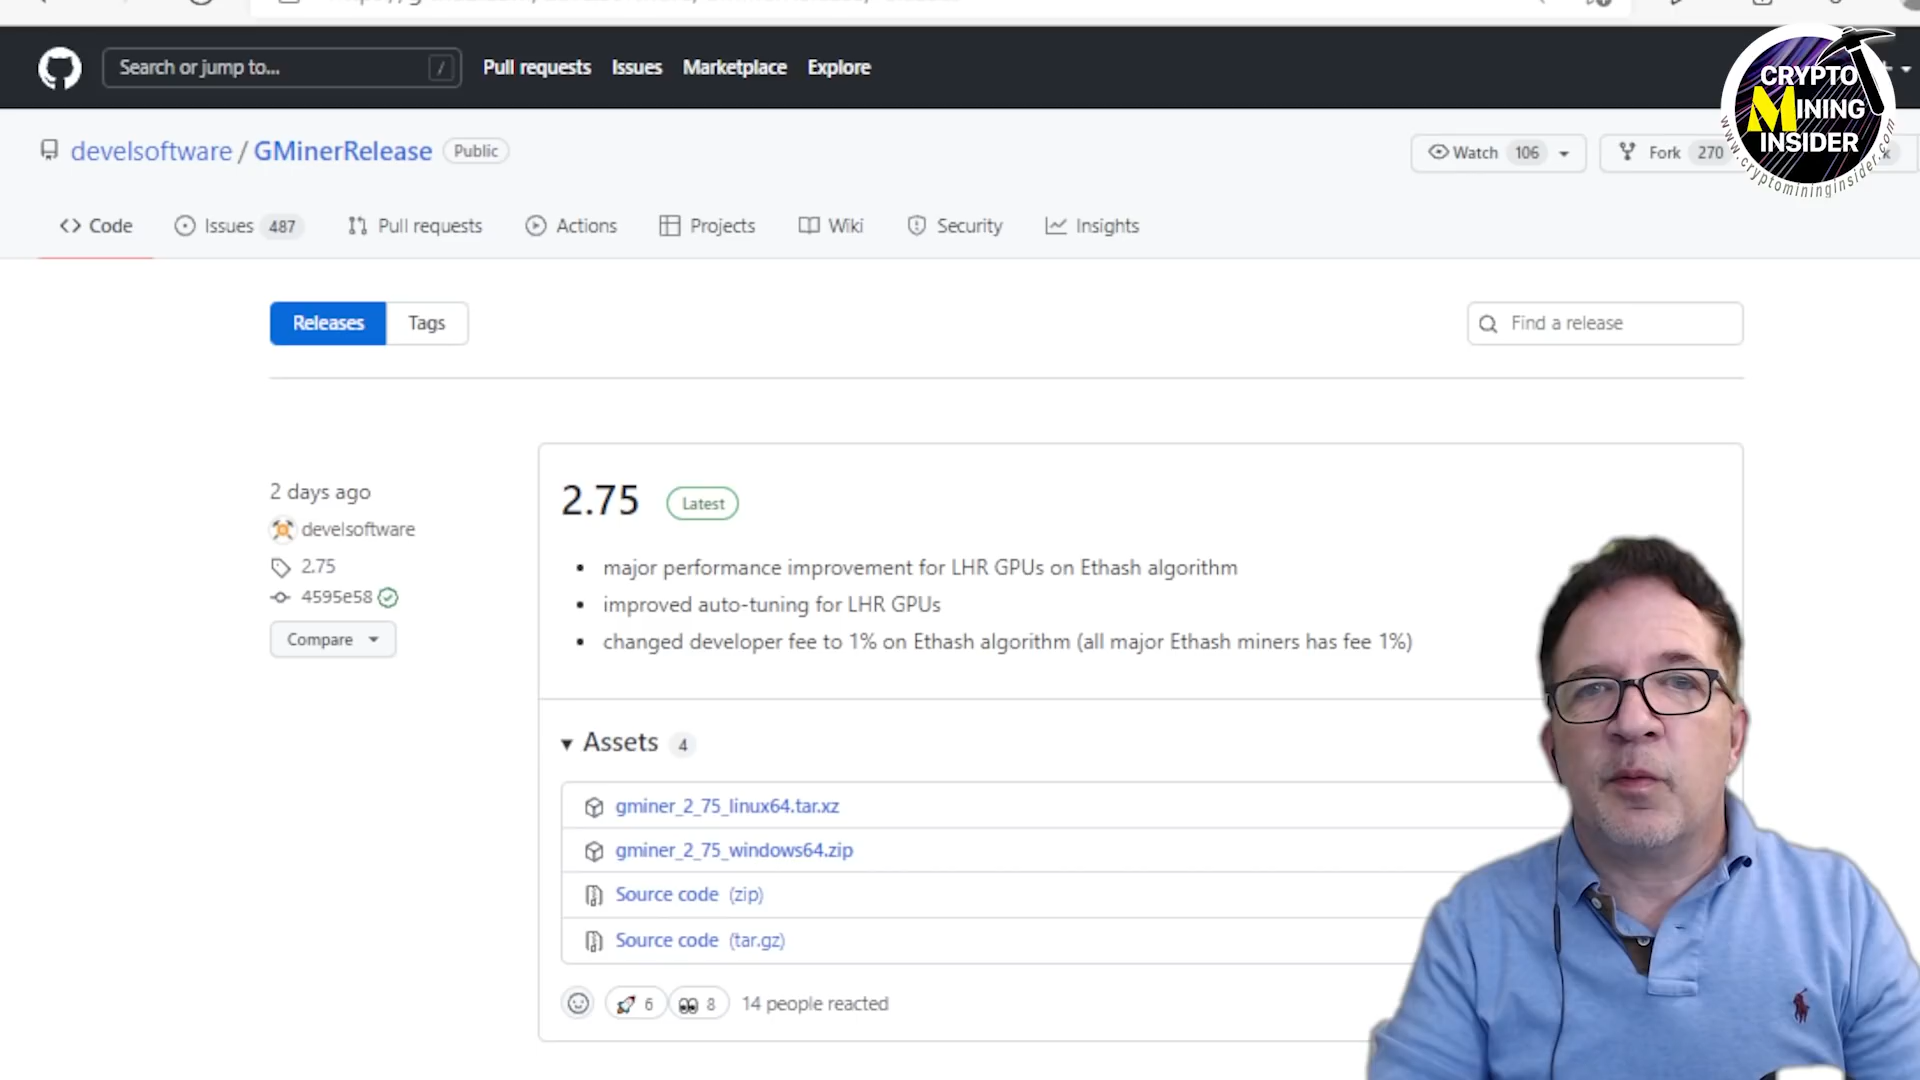 Search or jump to... /
Pull requests Issues Marketplace Explore
CRYPTO
MINING
INSIDER
www.cryptomininginsider.com
develsoftware / GMinerRelease Public
Watch 106
Fork 270
Code Issues 487 Pull requests Actions Projects Wiki Security Insights
Releases Tags
Find a release
2 days ago
develsoftware
2.75
4595e58
Compare
2.75 Latest
• major performance improvement for LHR GPUs on Ethash algorithm
• improved auto-tuning for LHR GPUs
• changed developer fee to 1% on Ethash algorithm (all major Ethash miners has fee 1%)
Assets 4
gminer_2_75_linux64.tar.xz
gminer_2_75_windows64.zip
Source code (zip)
Source code (tar.gz)
6 8 14 people reacted